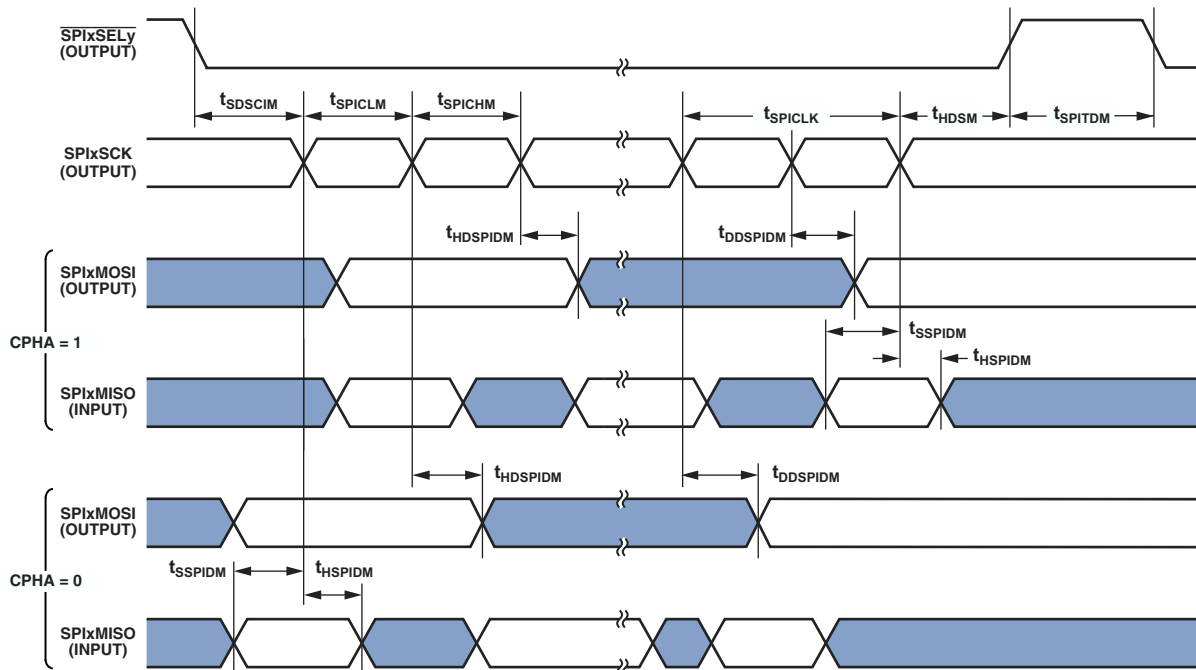 SPIxSELy
(OUTPUT)
tSDSCIM
tSPICLM
tSPICHM
tSPICLK
tHDSM
tSPITDM
SPIxSCK
(OUTPUT)
tHDSPIDM
tDDSPIDM
SPIxMOSI
(OUTPUT)
CPHA = 1
tSSPIDM
tHSPIDM
SPIxMISO
(INPUT)
tHDSPIDM
tDDSPIDM
SPIxMOSI
(OUTPUT)
CPHA = 0
tSSPIDM
tHSPIDM
SPIxMISO
(INPUT)